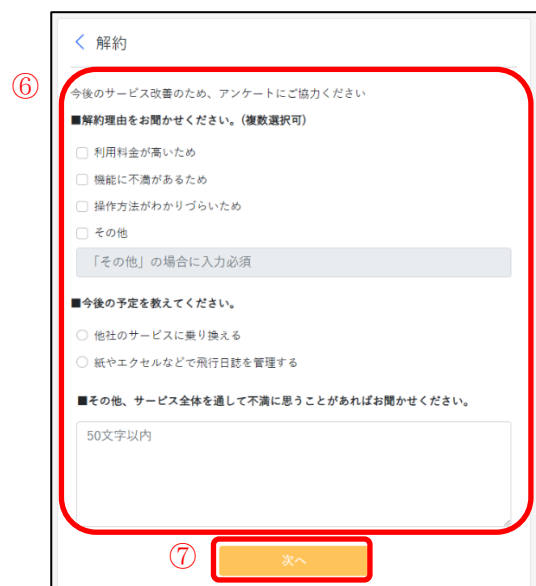 解約
⑥
今後のサービス改善のため、アンケートにご協力ください
■解約理由をお聞かせください。(複数選択可)
利用料金が高いため
機能に不満があるため
操作方法がわかりづらいため
その他
「その他」の場合に入力必須
■今後の予定を教えてください。
他社のサービスに乗り換える
紙やエクセルなどで飛行日誌を管理する
■その他、サービス全体を通して不満に思うことがあればお聞かせください。
50文字以内
⑦
次へ